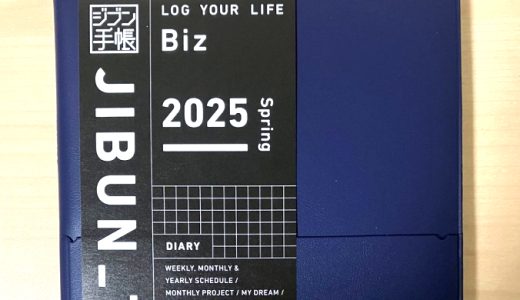 ジブン
手帳
JIBUN_
LOG YOUR LIFE
Biz
2025
Spring
DIARY
WEEKLY, MONTHLY &
YEARLY SCHEDULE /
MONTHLY PROJECT / MY DREAM /